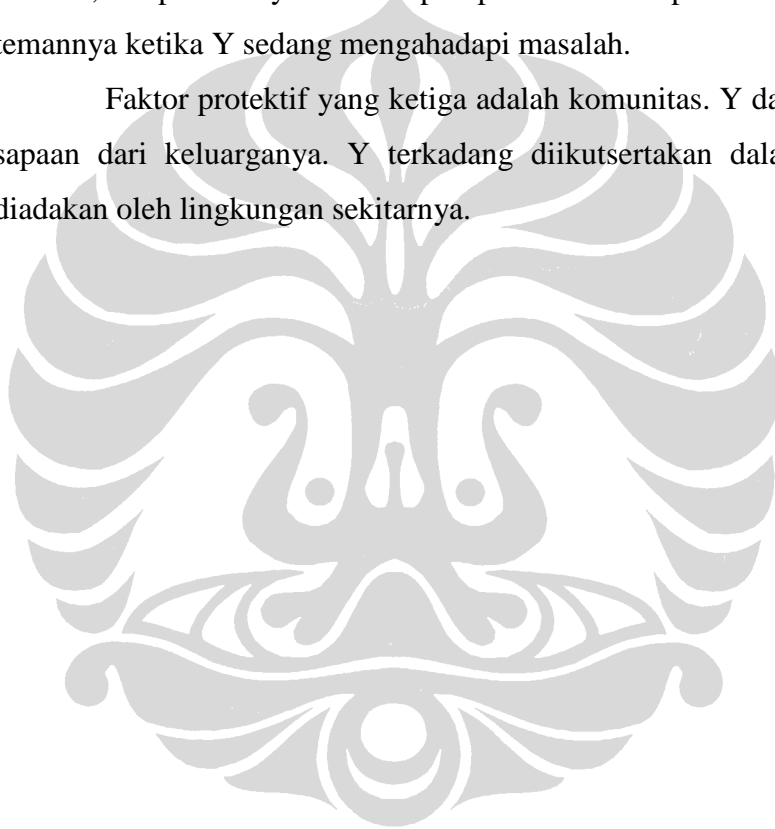 temannya ketika Y sedang mengahadapi masalah.
Faktor protektif yang ketiga adalah komunitas. Y da
sapaan dari keluarganya. Y terkadang diikutsertakan dala
diadakan oleh lingkungan sekitarnya.